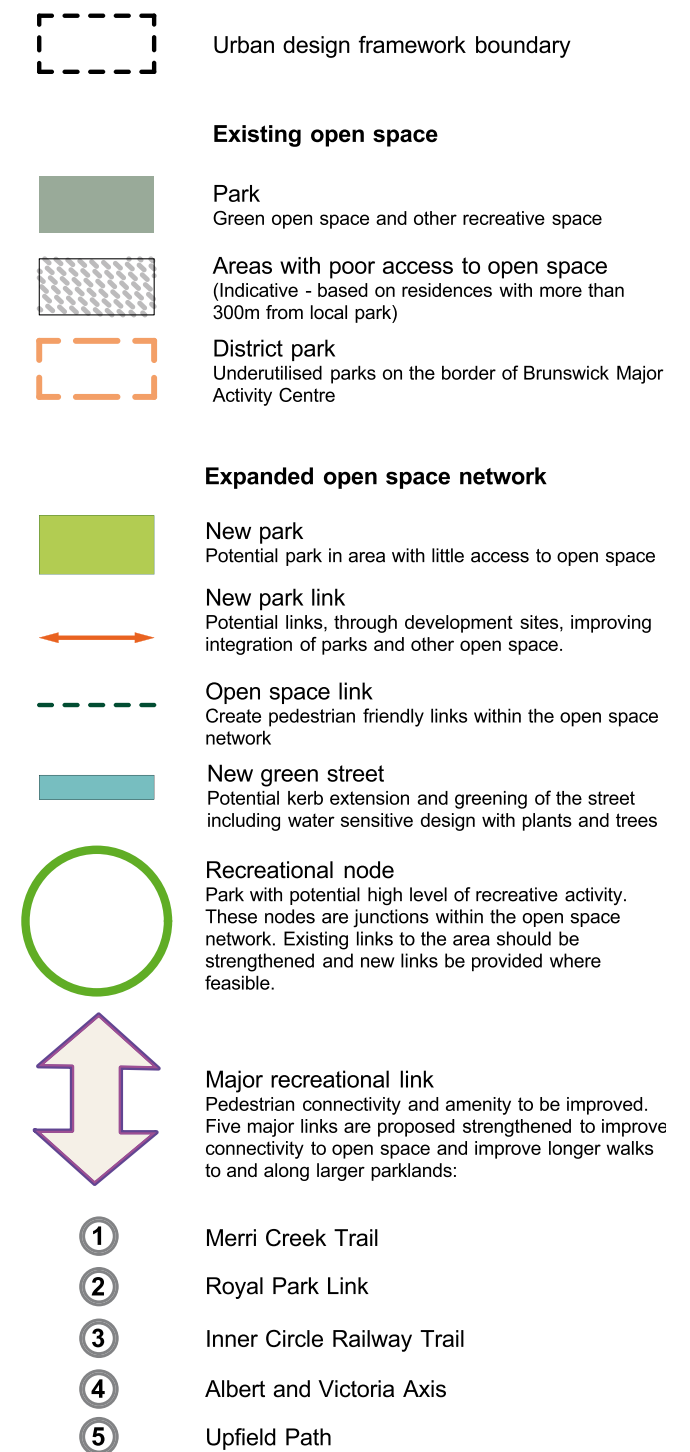 Urban design framework boundary
Existing open space
Park
Green open space and other recreative space
Areas with poor access to open space
(Indicative - based on residences with more than
300m from local park)
District park
Underutilised parks on the border of Brunswick Major
Activity Centre
Expanded open space network
New park
Potential park in area with little access to open space
New park link
Potential links, through development sites, improving
integration of parks and other open space.
Open space link
Create pedestrian friendly links within the open space
network
New green street
Potential kerb extension and greening of the street
including water sensitive design with plants and trees
Recreational node
Park with potential high level of recreative activity.
These nodes are junctions within the open space
network. Existing links to the area should be
strengthened and new links be provided where
feasible.
Major recreational link
Pedestrian connectivity and amenity to be improved.
Five major links are proposed strengthened to improve
connectivity to open space and improve longer walks
to and along larger parklands:
1 Merri Creek Trail
2 Royal Park Link
3 Inner Circle Railway Trail
4 Albert and Victoria Axis
5 Upfield Path